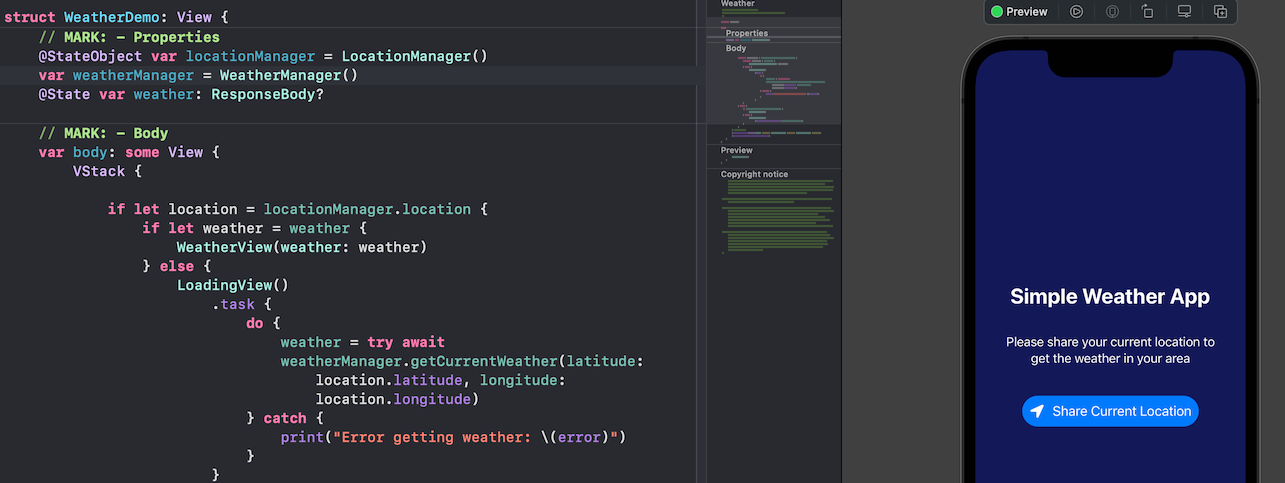 struct WeatherDemo: View {
// MARK: - Properties
@StateObject var locationManager = LocationManager()
var weatherManager = WeatherManager()
@State var weather: ResponseBody?
// MARK: - Body
var body: some View {
VStack {
if let location = locationManager.location {
if let weather = weather {
WeatherView(weather: weather)
} else {
LoadingView()
.task {
do {
weather = try await
weatherManager.getCurrentWeather(latitude:
location.latitude, longitude:
location.longitude)
} catch {
print("Error getting weather: \(error)")
}
}
Weather
Properties
Body
Preview
Copyright notice
Preview
Simple Weather App
Please share your current location to
get the weather in your area
Share Current Location